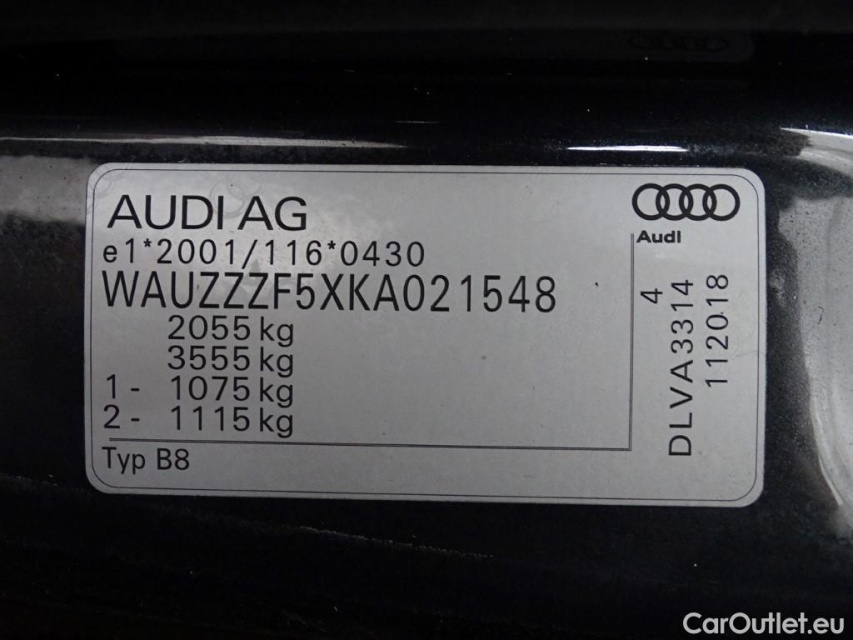 AUDI AG
e1*2001/116*0430
WAUZZZF5XKA021548
2055 kg
3555 kg
1 - 1075 kg
2 - 1115 kg
Typ B8
Audi
4
DLVA3314
112018
CarOutlet.eu